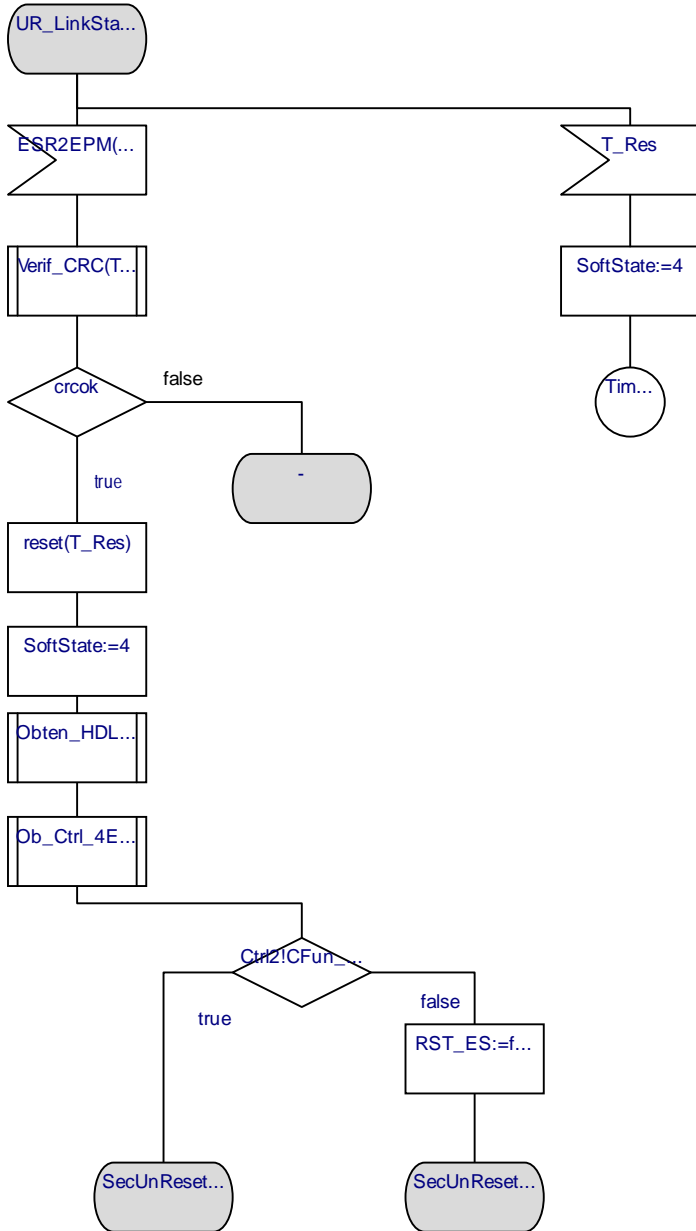 UR_LinkSta...
ESR2EPM(...
T_Res
Verif_CRC(T...
SoftState:=4
crcok
false
Tim...
true
-
reset(T_Res)
SoftState:=4
Obten_HDL...
Ob_Ctrl_4E...
Ctrl2!CFun_...
true
false
RST_ES:=f...
SecUnReset...
SecUnReset...